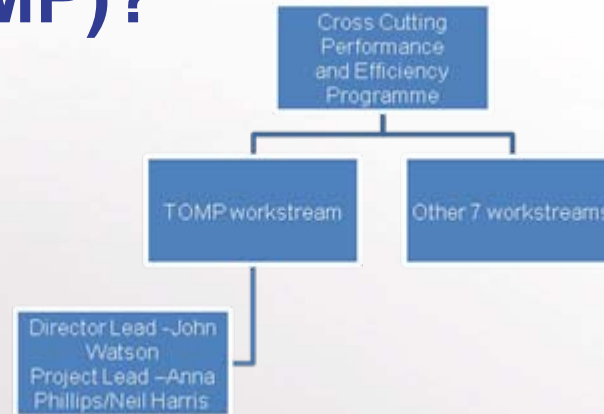 MP)?
Cross Cutting
Performance
and Efficiency
Programme
TOMP workstream
Other 7 workstreams
Director Lead -John
Watson
Project Lead –Anna
Phillips/Neil Harris